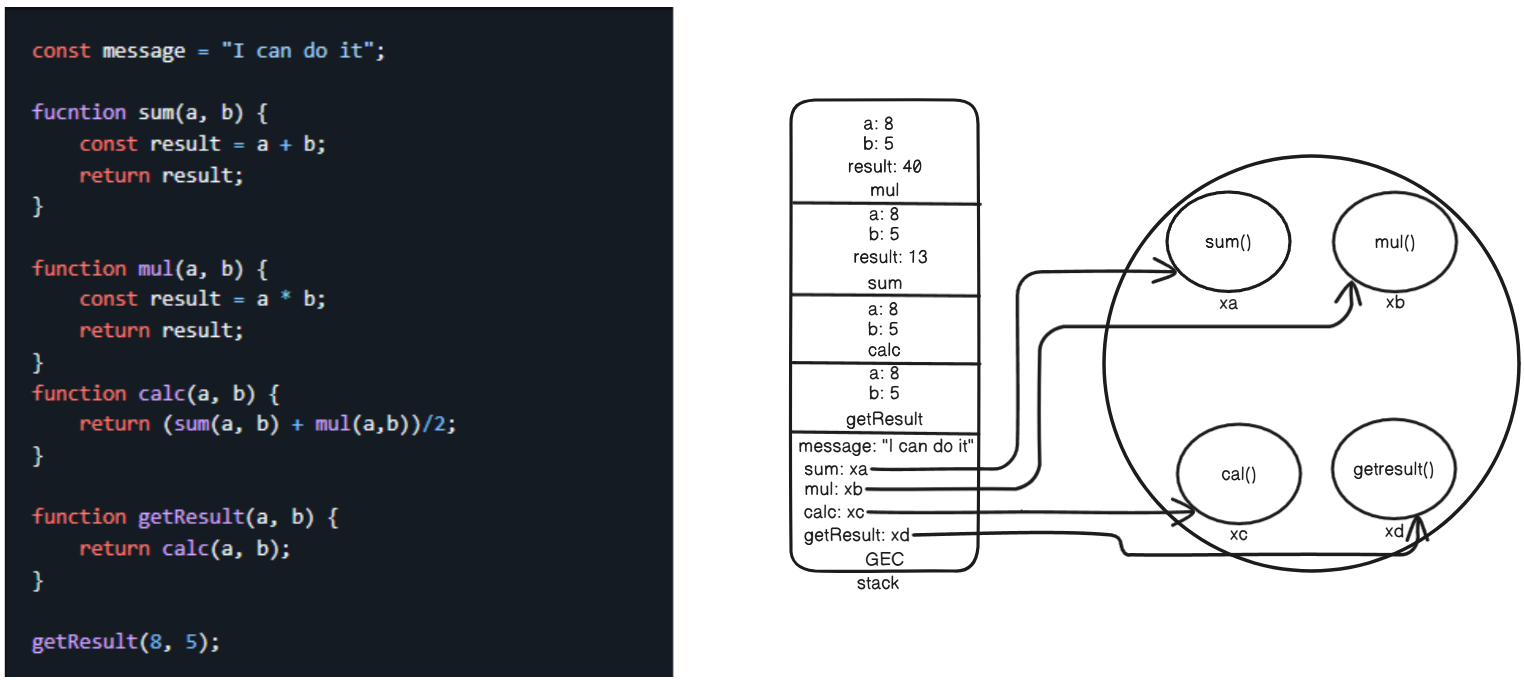 const message = "I can do it";
fucntion sum(a, b) {
    const result = a + b;
    return result;
}
function mul(a, b) {
    const result = a * b;
    return result;
}
function calc(a, b) {
    return (sum(a, b) + mul(a,b))/2;
}
function getResult(a, b) {
    return calc(a, b);
}
getResult(8, 5);
a: 8
b: 5
result: 40
mul
a: 8
b: 5
result: 13
sum
a: 8
b: 5
calc
a: 8
b: 5
getResult
message: "I can do it"
sum: xa
mul: xb
calc: xc
getResult: xd
GEC
stack
sum()
xa
mul()
xb
cal()
xc
getresult()
xd